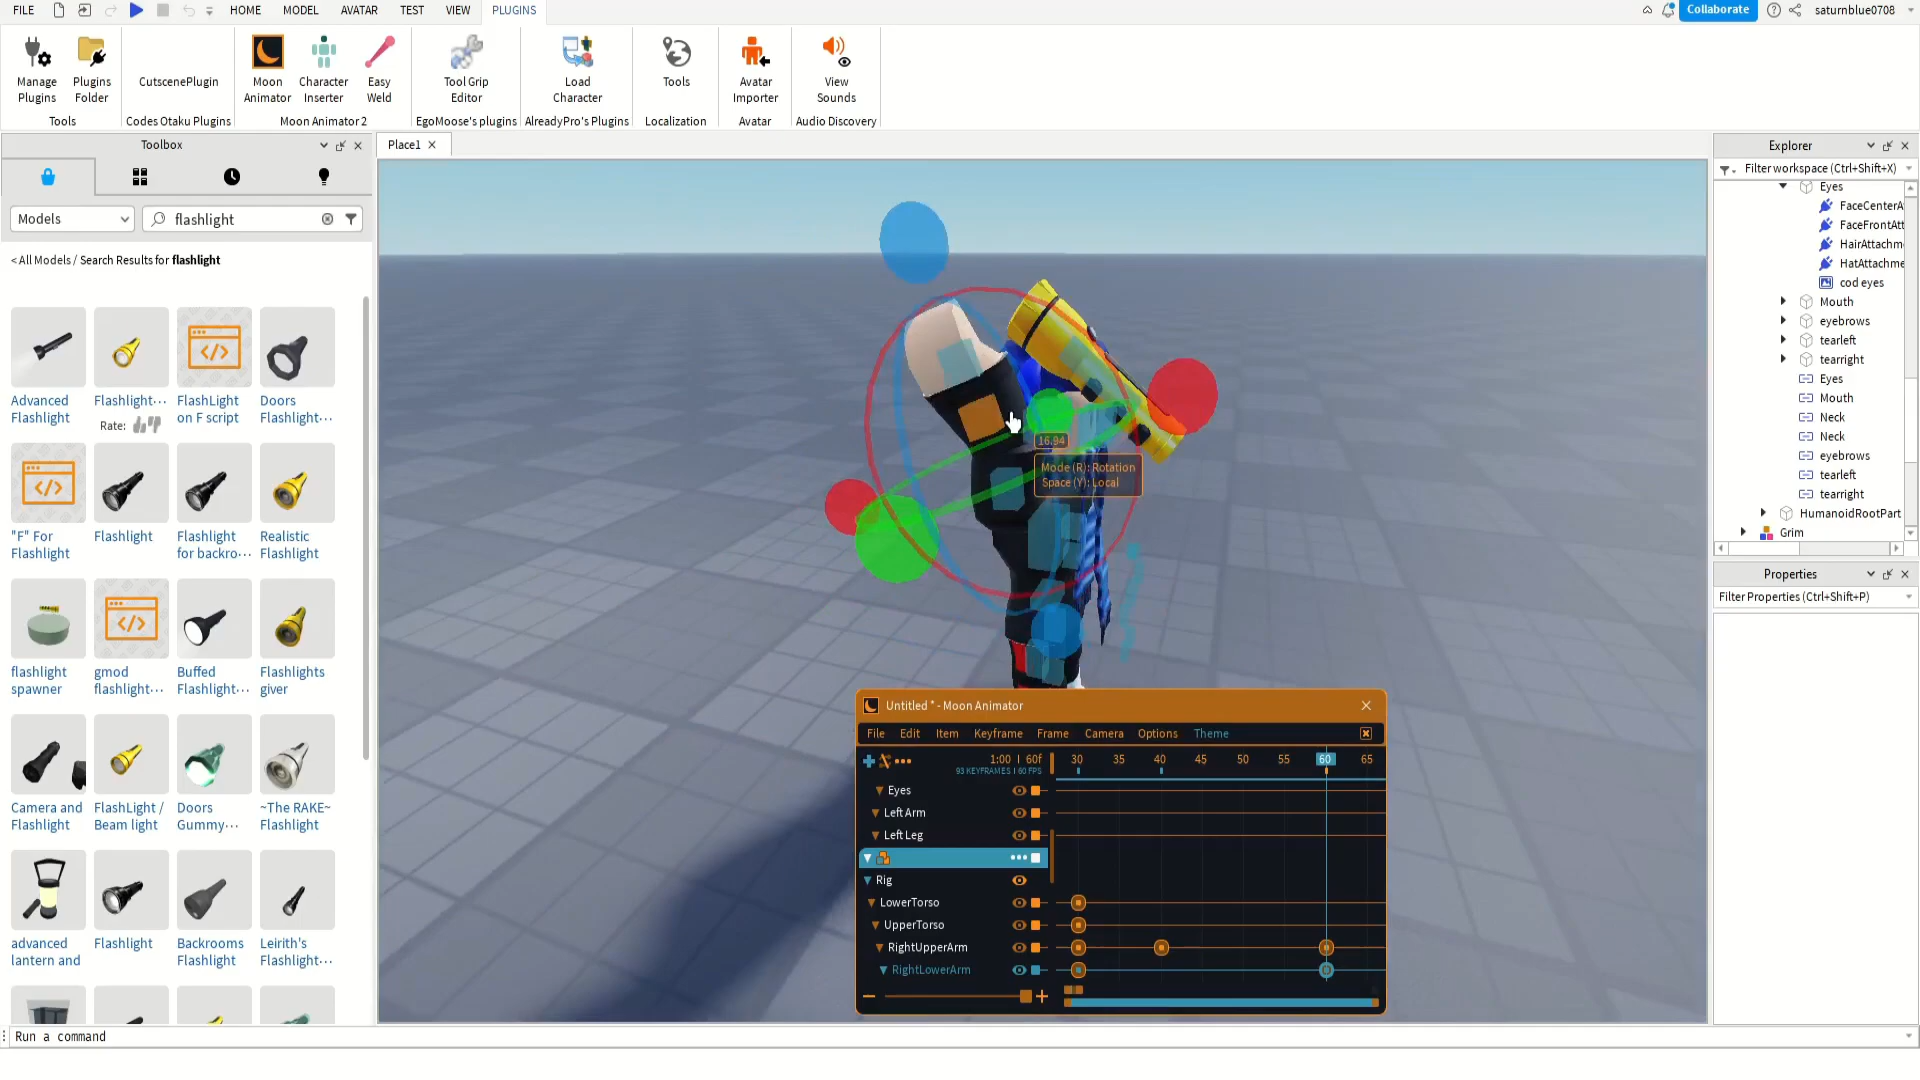 FILE
HOME
MODEL
AVATAR
TEST
VIEW
PLUGINS
Collaborate
saturnblue0708
Manage
Plugins
Plugins
Folder
Tools
CutscenePlugin
Codes Otaku Plugins
Moon
Animator
Character
Inserter
Easy
Weld
Moon Animator 2
Tool Grip
Editor
EgoMoose's plugins
Load
Character
AlreadyPro's Plugins
Tools
Localization
Avatar
Importer
Avatar
View
Sounds
Audio Discovery
Toolbox
Models
flashlight
< All Models / Search Results for flashlight
Advanced
Flashlight
Flashlight...
Rate:
FlashLight
on F script
Doors
Flashlight...
"F" For
Flashlight
Flashlight
Flashlight
for backro...
Realistic
Flashlight
flashlight
spawner
gmod
flashlight...
Buffed
Flashlight...
Flashlights
giver
Camera and
Flashlight
FlashLight /
Beam light
Doors
Gummy...
~The RAKE~
Flashlight
advanced
lantern and
Flashlight
Backrooms
Flashlight
Leirith's
Flashlight...
Run a command
Place1
16.94
Mode (R): Rotation
Space (Y): Local
Untitled * - Moon Animator
File
Edit
Item
Keyframe
Frame
Camera
Options
Theme
1:00 | 60f
93 KEYFRAMES | 60 FPS
30
35
40
45
50
55
60
65
Eyes
Left Arm
Left Leg
Rig
LowerTorso
UpperTorso
RightUpperArm
RightLowerArm
Explorer
Filter workspace (Ctrl+Shift+X)
Eyes
FaceCenterA
FaceFrontAtt
HairAttachm
HatAttachme
cod eyes
Mouth
eyebrows
tearleft
tearright
Eyes
Mouth
Neck
Neck
eyebrows
tearleft
tearright
HumanoidRootPart
Grim
Properties
Filter Properties (Ctrl+Shift+P)